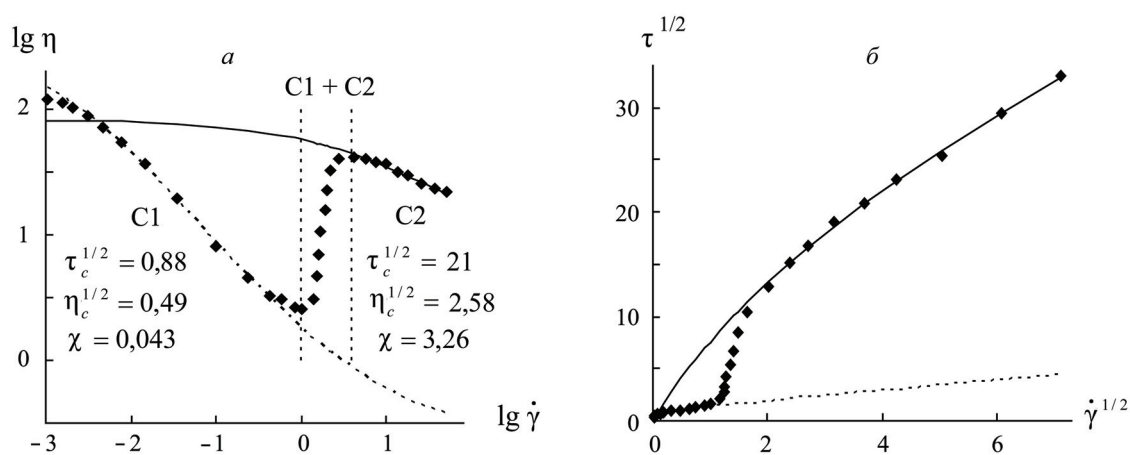 lg η
а
C1 + C2
2
1
0
C1
τ_c^{1/2} = 0,88
η_c^{1/2} = 0,49
χ = 0,043
C2
τ_c^{1/2} = 21
η_c^{1/2} = 2,58
χ = 3,26
lg γ̇
−3 −2 −1 0 1
τ^{1/2}
б
30
20
10
0
γ̇^{1/2}
0 2 4 6